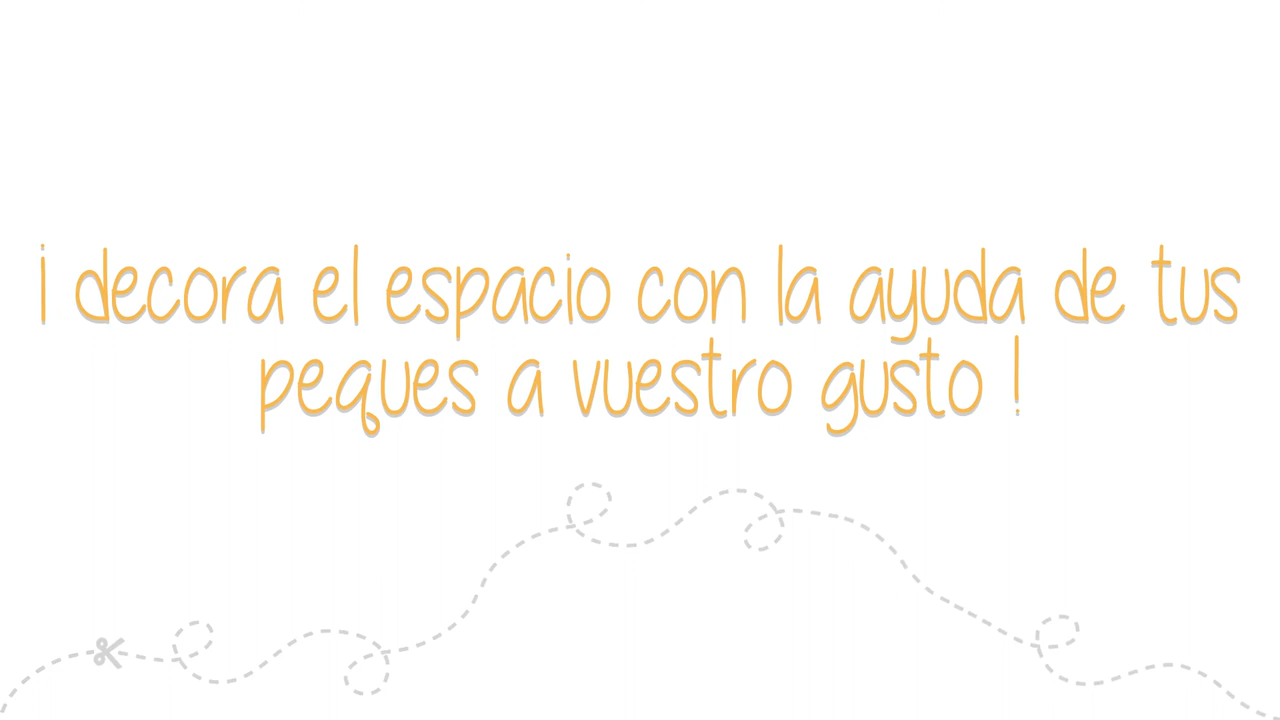 ¡ decora el espacio con la ayuda de tus
peques a vuestro gusto !